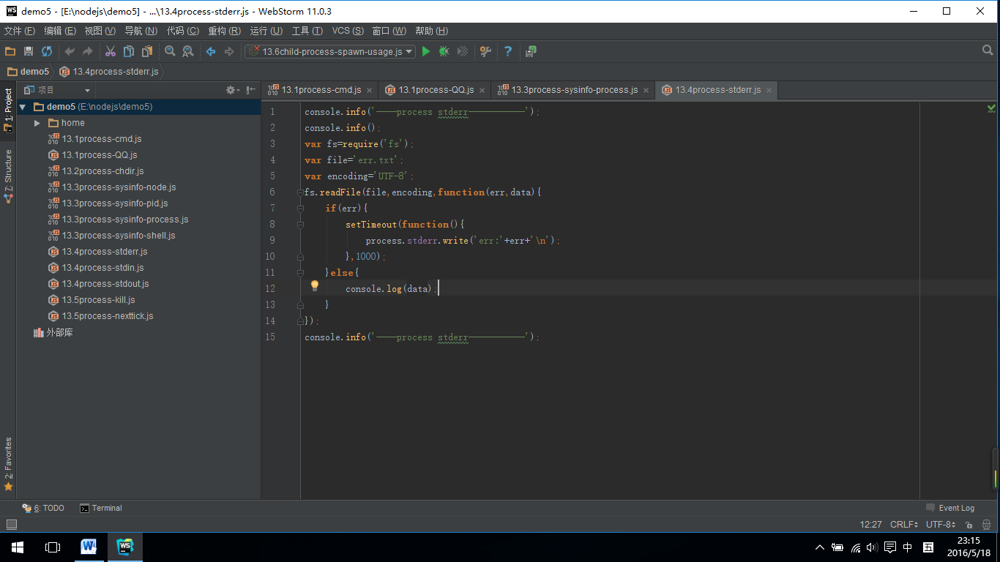 demo5 - [E:\nodejs\demo5] - ...\13.4process-stderr.js - WebStorm 11.0.3
文件 (F) 编辑 (E) 视图 (V) 导航 (N) 代码 (C) 重构 (R) 运行 (U) 工具 (T) VCS (S) 窗口 (W) 帮助 (H)
13.6child-process-spawn-usage.js
demo5 13.4process-stderr.js
1: Project
7: Structure
2: Favorites
项目
demo5 (E:\nodejs\demo5)
home
13.1process-cmd.js
13.1process-QQ.js
13.2process-chdir.js
13.3process-sysinfo-node.js
13.3process-sysinfo-pid.js
13.3process-sysinfo-process.js
13.3process-sysinfo-shell.js
13.4process-stderr.js
13.4process-stdin.js
13.4process-stdout.js
13.5process-kill.js
13.5process-nexttick.js
外部库
13.1process-cmd.js 13.1process-QQ.js 13.3process-sysinfo-process.js 13.4process-stderr.js
1 console.info('----process stderr-----------');
2 console.info();
3 var fs=require('fs');
4 var file='err.txt';
5 var encoding='UTF-8';
6 fs.readFile(file,encoding,function(err,data){
7 if(err){
8 setTimeout(function(){
9 process.stderr.write('err:'+err+'\n');
10 },1000);
11 }else{
12 console.log(data);
13 }
14 });
15 console.info('----process stderr-----------');
6: TODO Terminal Event Log
12:27 CRLF UTF-8
中 五
23:15
2016/5/18